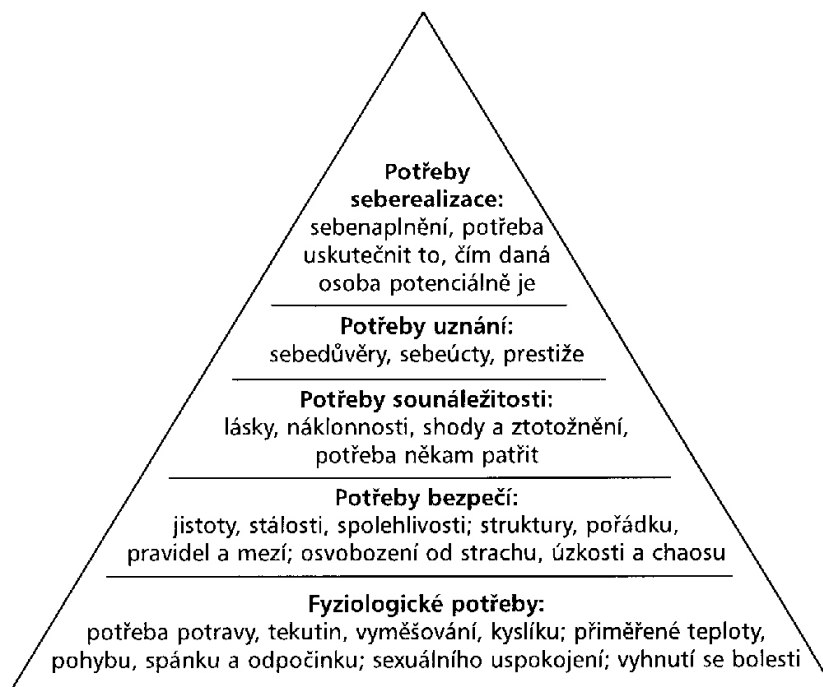 Potřeby
seberealizace:
sebenaplnění, potřeba
uskutečnit to, čím daná
osoba potenciálně je
Potřeby uznání:
sebedůvěry, sebeúcty, prestiže
Potřeby sounáležitosti:
lásky, náklonnosti, shody a ztotožnění,
potřeba někam patřit
Potřeby bezpečí:
jistoty, stálosti, spolehlivosti; struktury, pořádku,
pravidel a mezí; osvobození od strachu, úzkosti a chaosu
Fyziologické potřeby:
potřeba potravy, tekutin, vyměšování, kyslíku; přiměřené teploty,
pohybu, spánku a odpočinku; sexuálního uspokojení; vyhnutí se bolesti